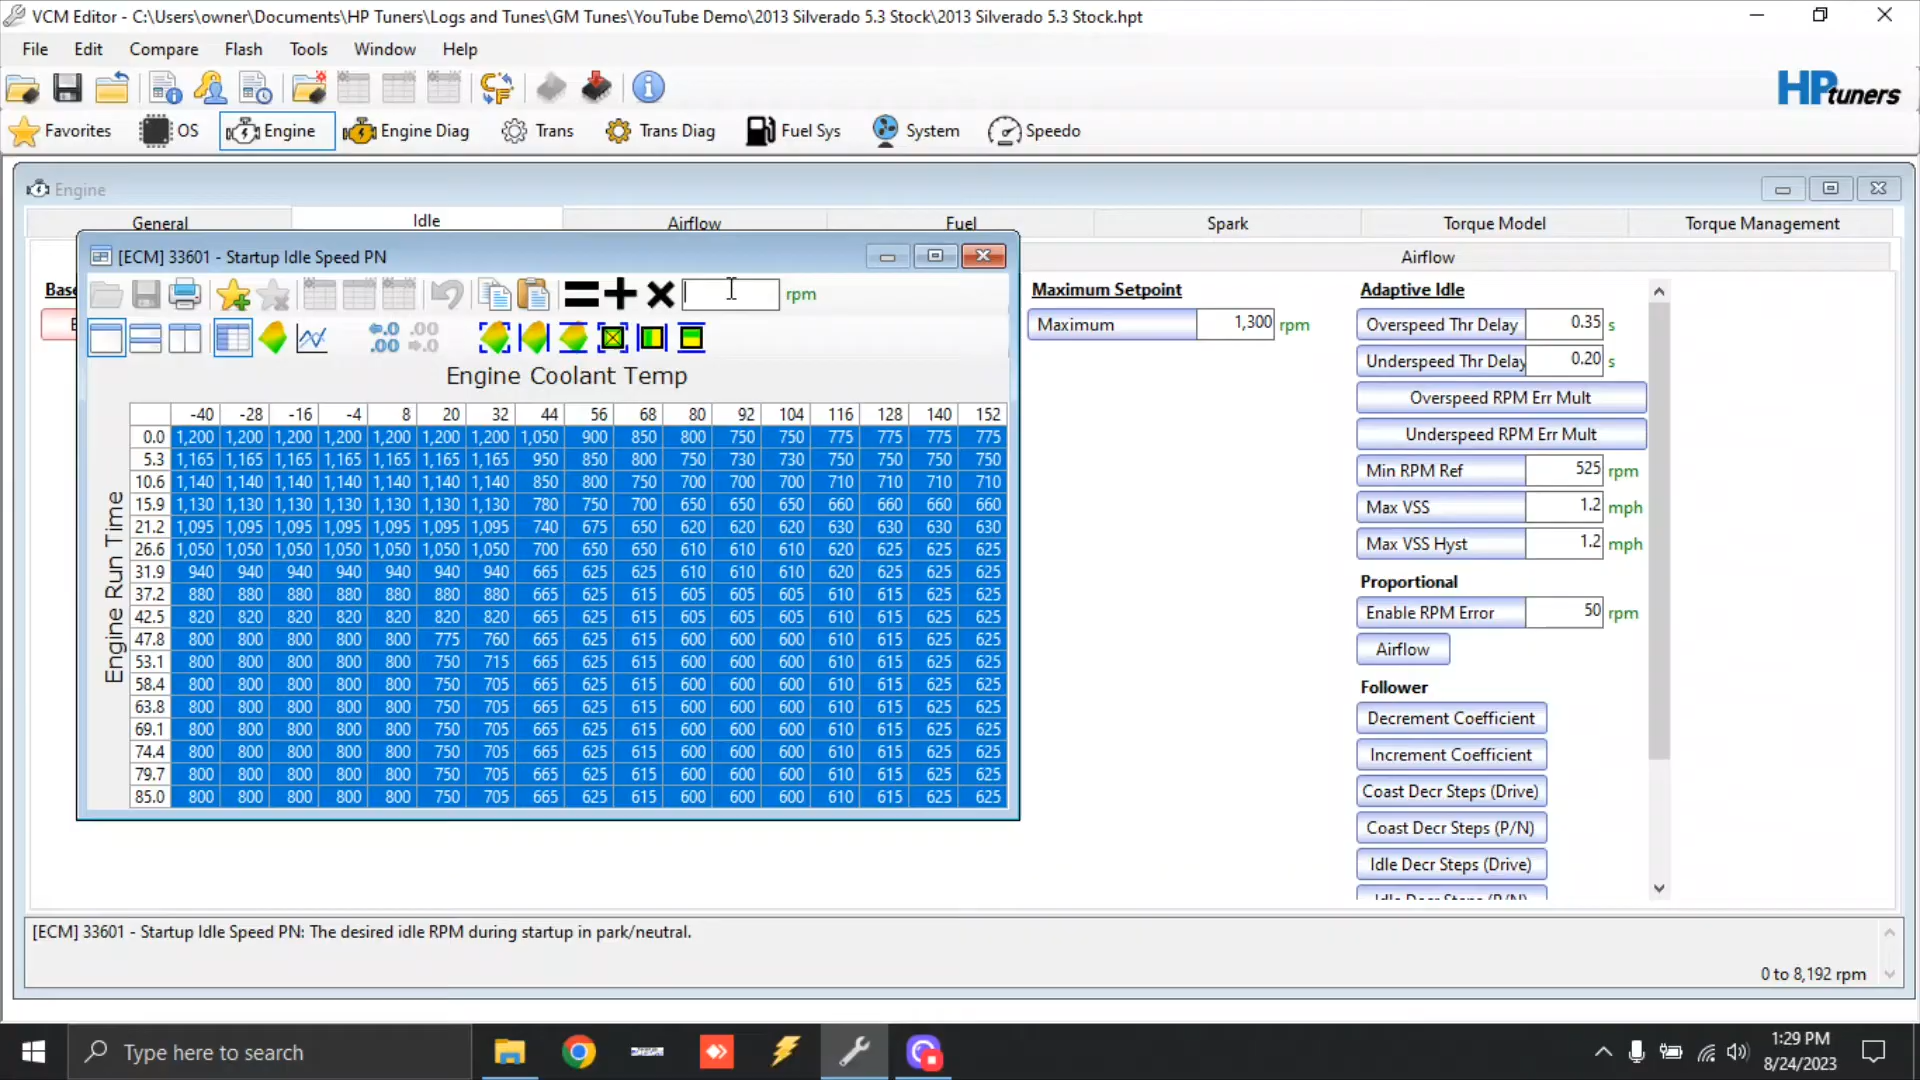 VCM Editor - C:\Users\owner\Documents\HP Tuners\Logs and Tunes\GM Tunes\YouTube Demo\2013 Silverado 5.3 Stock\2013 Silverado 5.3 Stock.hpt
File Edit Compare Flash Tools Window Help
HPtuners
Favorites OS Engine Engine Diag Trans Trans Diag Fuel Sys System Speedo
Engine
General Idle Airflow Fuel Spark Torque Model Torque Management
[ECM] 33601 - Startup Idle Speed PN
Airflow
Base
rpm
Engine Coolant Temp
Engine Run Time
-40 -28 -16 -4 8 20 32 44 56 68 80 92 104 116 128 140 152
0.0 1,200 1,200 1,200 1,200 1,200 1,200 1,200 1,050 900 850 800 750 750 775 775 775 775
5.3 1,165 1,165 1,165 1,165 1,165 1,165 1,165 950 850 800 750 730 730 750 750 750 750
10.6 1,140 1,140 1,140 1,140 1,140 1,140 1,140 850 800 750 700 700 700 710 710 710 710
15.9 1,130 1,130 1,130 1,130 1,130 1,130 1,130 780 750 700 650 650 650 660 660 660 660
21.2 1,095 1,095 1,095 1,095 1,095 1,095 1,095 740 675 650 620 620 620 630 630 630 630
26.6 1,050 1,050 1,050 1,050 1,050 1,050 1,050 700 650 650 610 610 610 620 625 625 625
31.9 940 940 940 940 940 940 940 665 625 625 610 610 610 620 625 625 625
37.2 880 880 880 880 880 880 880 665 625 615 605 605 605 610 615 625 625
42.5 820 820 820 820 820 820 820 665 625 615 605 605 605 610 615 625 625
47.8 800 800 800 800 800 775 760 665 625 615 600 600 600 610 615 625 625
53.1 800 800 800 800 800 750 715 665 625 615 600 600 600 610 615 625 625
58.4 800 800 800 800 800 750 705 665 625 615 600 600 600 610 615 625 625
63.8 800 800 800 800 800 750 705 665 625 615 600 600 600 610 615 625 625
69.1 800 800 800 800 800 750 705 665 625 615 600 600 600 610 615 625 625
74.4 800 800 800 800 800 750 705 665 625 615 600 600 600 610 615 625 625
79.7 800 800 800 800 800 750 705 665 625 615 600 600 600 610 615 625 625
85.0 800 800 800 800 800 750 705 665 625 615 600 600 600 610 615 625 625
Maximum Setpoint
Maximum 1,300 rpm
Adaptive Idle
Overspeed Thr Delay 0.35 s
Underspeed Thr Delay 0.20 s
Overspeed RPM Err Mult
Underspeed RPM Err Mult
Min RPM Ref 525 rpm
Max VSS 1.2 mph
Max VSS Hyst 1.2 mph
Proportional
Enable RPM Error 50 rpm
Airflow
Follower
Decrement Coefficient
Increment Coefficient
Coast Decr Steps (Drive)
Coast Decr Steps (P/N)
Idle Decr Steps (Drive)
Idle Decr Steps (P/N)
[ECM] 33601 - Startup Idle Speed PN: The desired idle RPM during startup in park/neutral.
0 to 8,192 rpm
Type here to search
1:29 PM
8/24/2023